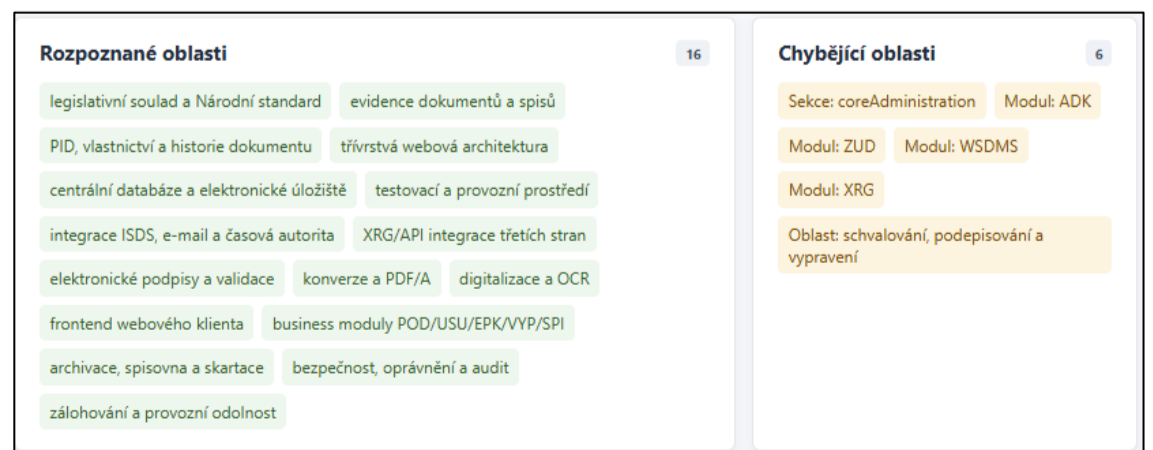 Rozpoznané oblasti 16
legislativní soulad a Národní standard evidence dokumentů a spisů
PID, vlastnictví a historie dokumentu třívrstvá webová architektura
centrální databáze a elektronické úložiště testovací a provozní prostředí
integrace ISDS, e-mail a časová autorita XRG/API integrace třetích stran
elektronické podpisy a validace konverze a PDF/A digitalizace a OCR
frontend webového klienta business moduly POD/USU/EPK/VYP/SPI
archivace, spisovna a skartace bezpečnost, oprávnění a audit
zálohování a provozní odolnost
Chybějící oblasti 6
Sekce: coreAdministration Modul: ADK
Modul: ZUD Modul: WSDMS
Modul: XRG
Oblast: schvalování, podepisování a
vypravení